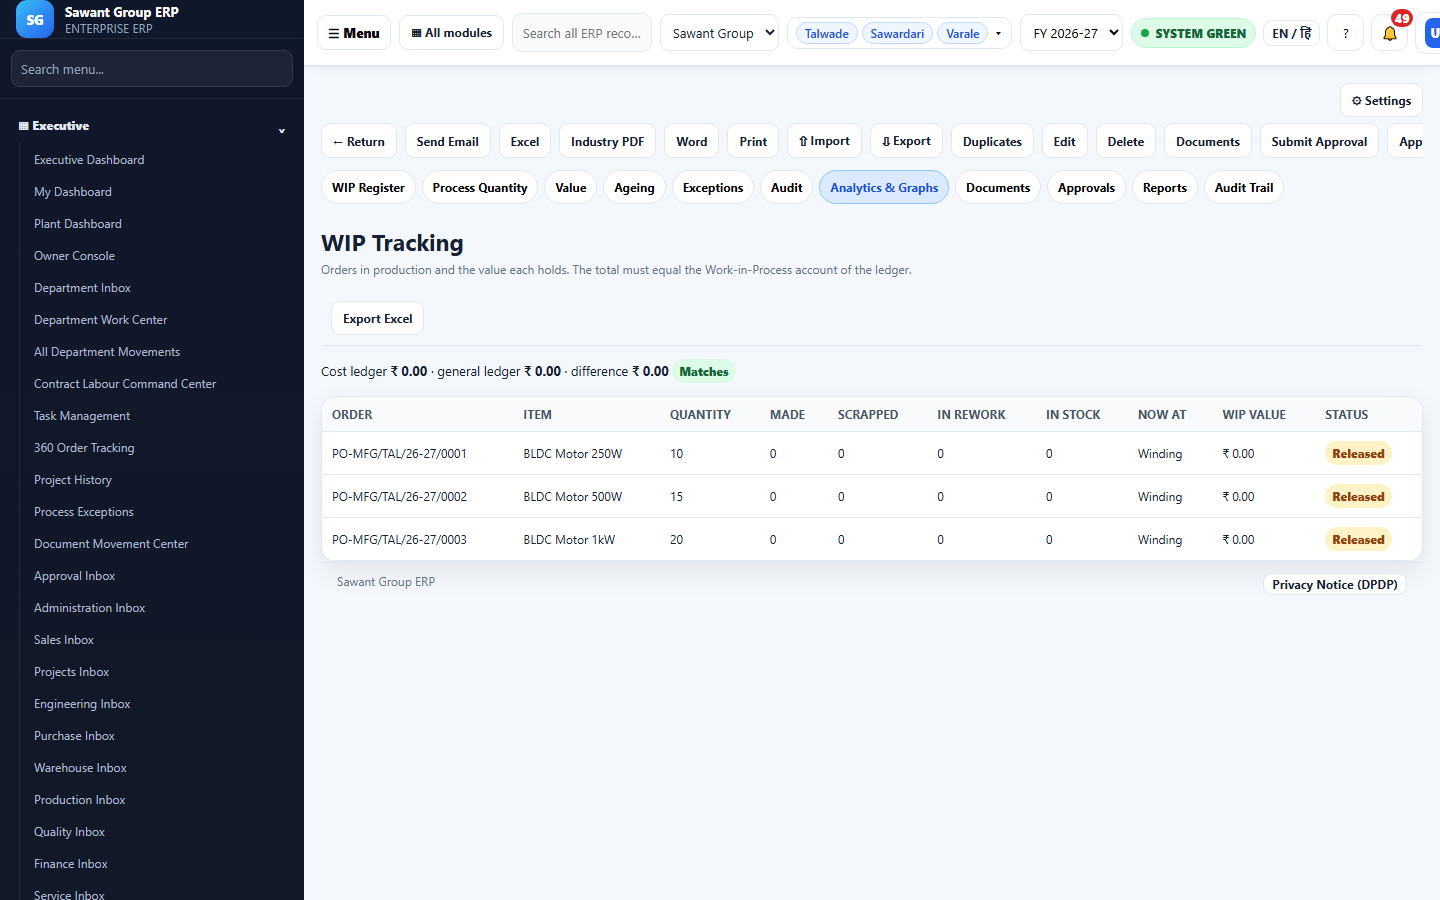 SG
Sawant Group ERP
ENTERPRISE ERP
Search menu...
Executive
Executive Dashboard
My Dashboard
Plant Dashboard
Owner Console
Department Inbox
Department Work Center
All Department Movements
Contract Labour Command Center
Task Management
360 Order Tracking
Project History
Process Exceptions
Document Movement Center
Approval Inbox
Administration Inbox
Sales Inbox
Projects Inbox
Engineering Inbox
Purchase Inbox
Warehouse Inbox
Production Inbox
Quality Inbox
Finance Inbox
Service Inbox
☰ Menu
All modules
Search all ERP reco...
Sawant Group
Talwade Sawardari Varale
FY 2026-27
SYSTEM GREEN
EN / हिं
?
49
U
⚙ Settings
← Return Send Email Excel Industry PDF Word Print ⇧ Import ⇩ Export Duplicates Edit Delete Documents Submit Approval App
WIP Register Process Quantity Value Ageing Exceptions Audit Analytics & Graphs Documents Approvals Reports Audit Trail
WIP Tracking
Orders in production and the value each holds. The total must equal the Work-in-Process account of the ledger.
Export Excel
Cost ledger ₹ 0.00 · general ledger ₹ 0.00 · difference ₹ 0.00 Matches
ORDER ITEM QUANTITY MADE SCRAPPED IN REWORK IN STOCK NOW AT WIP VALUE STATUS
PO-MFG/TAL/26-27/0001 BLDC Motor 250W 10 0 0 0 0 Winding ₹ 0.00 Released
PO-MFG/TAL/26-27/0002 BLDC Motor 500W 15 0 0 0 0 Winding ₹ 0.00 Released
PO-MFG/TAL/26-27/0003 BLDC Motor 1kW 20 0 0 0 0 Winding ₹ 0.00 Released
Sawant Group ERP
Privacy Notice (DPDP)